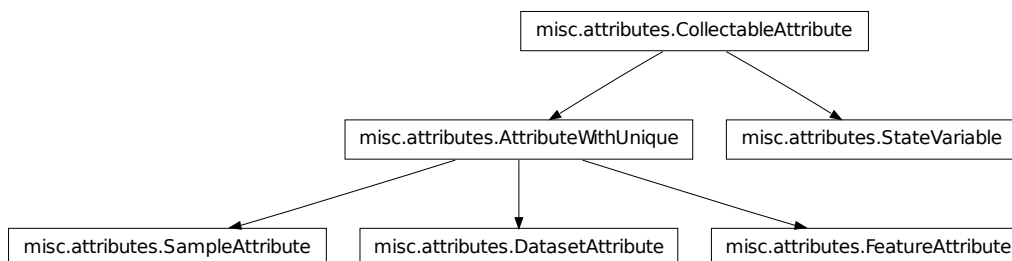 misc.attributes.CollectableAttribute
misc.attributes.AttributeWithUnique
misc.attributes.StateVariable
misc.attributes.SampleAttribute
misc.attributes.DatasetAttribute
misc.attributes.FeatureAttribute